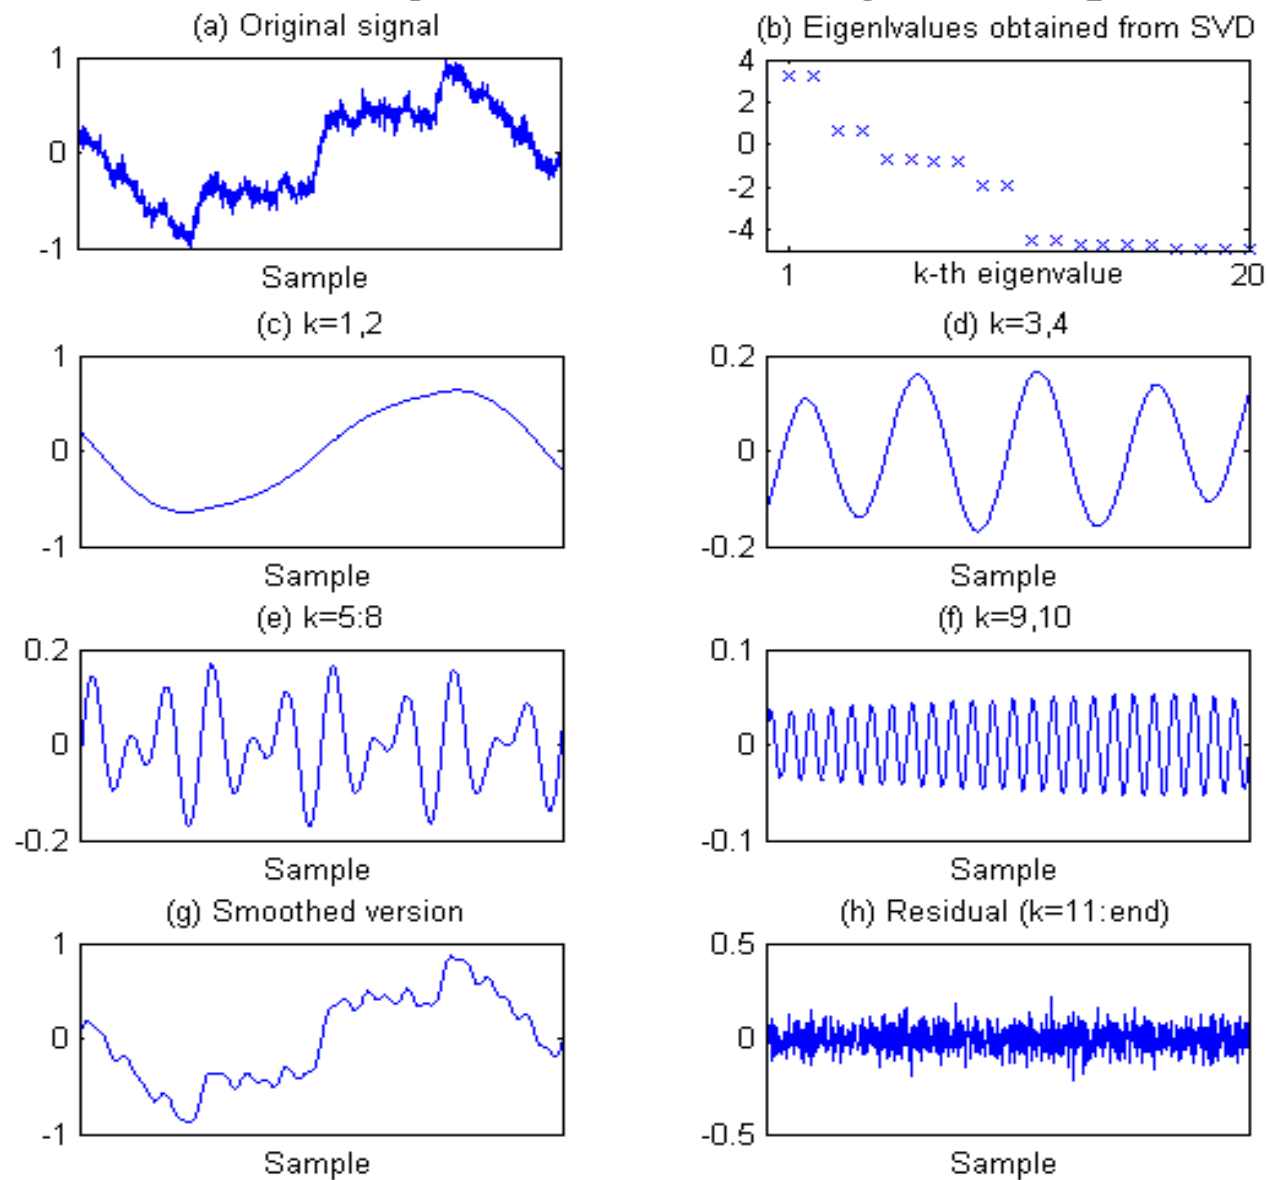 (a) Original signal
1
0
-1
Sample
(b) Eigenlvalues obtained from SVD
4
2
0
-2
-4
1
k-th eigenvalue
20
(c) k=1,2
1
0
-1
Sample
(d) k=3,4
0.2
0
-0.2
Sample
(e) k=5:8
0.2
0
-0.2
Sample
(f) k=9,10
0.1
0
-0.1
Sample
(g) Smoothed version
1
0
-1
Sample
(h) Residual (k=11:end)
0.5
0
-0.5
Sample